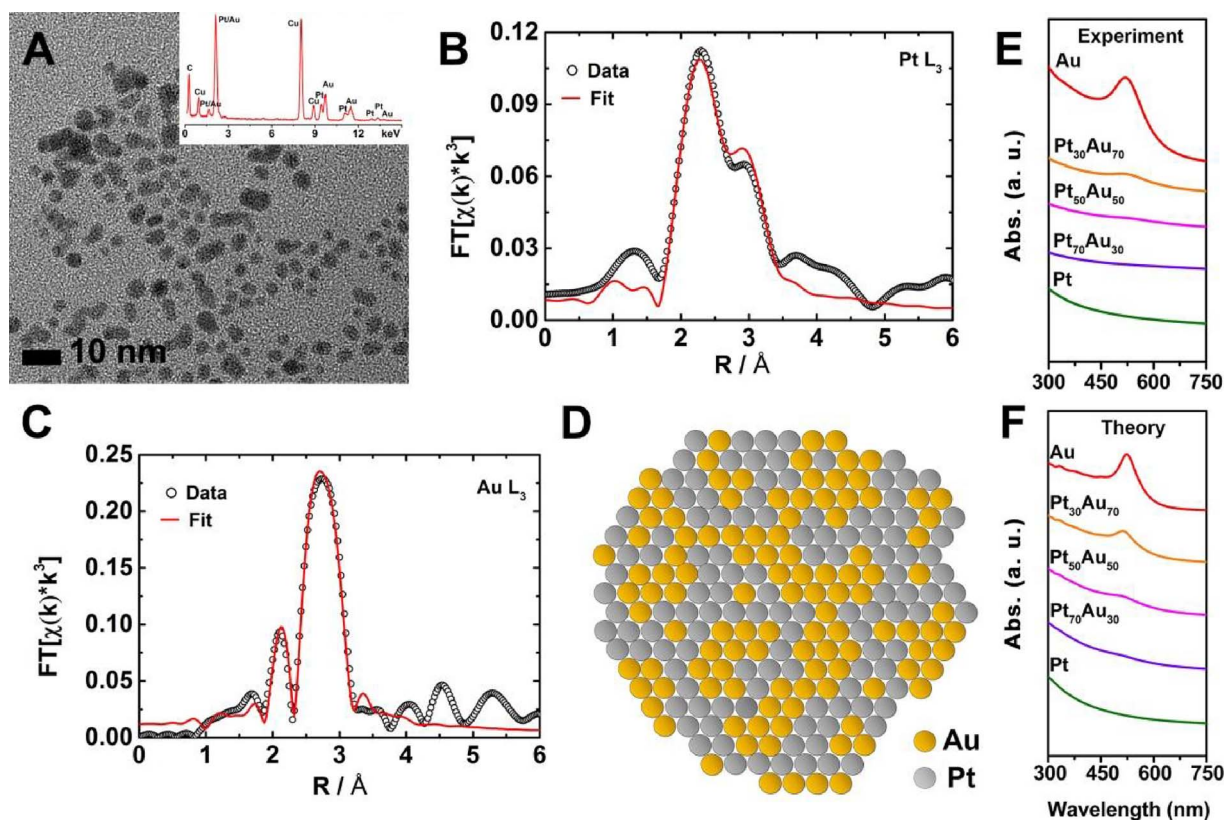 A
Pt/Au
Cu
C
Cu
Pt/Au
Au
Pt
Cu
Pt
Au
Pt
Au
0 3 6 9 12 keV
10 nm
B
Pt L3
Data
Fit
FT[χ(k)*k³]
0.12
0.09
0.06
0.03
0.00
0 1 2 3 4 5 6
R / Å
E
Experiment
Au
Pt30Au70
Pt50Au50
Pt70Au30
Pt
Abs. (a. u.)
300 450 600 750
C
Au L3
Data
Fit
FT[χ(k)*k³]
0.25
0.20
0.15
0.10
0.05
0.00
0 1 2 3 4 5 6
R / Å
D
Au
Pt
F
Theory
Au
Pt30Au70
Pt50Au50
Pt70Au30
Pt
Abs. (a. u.)
300 450 600 750
Wavelength (nm)